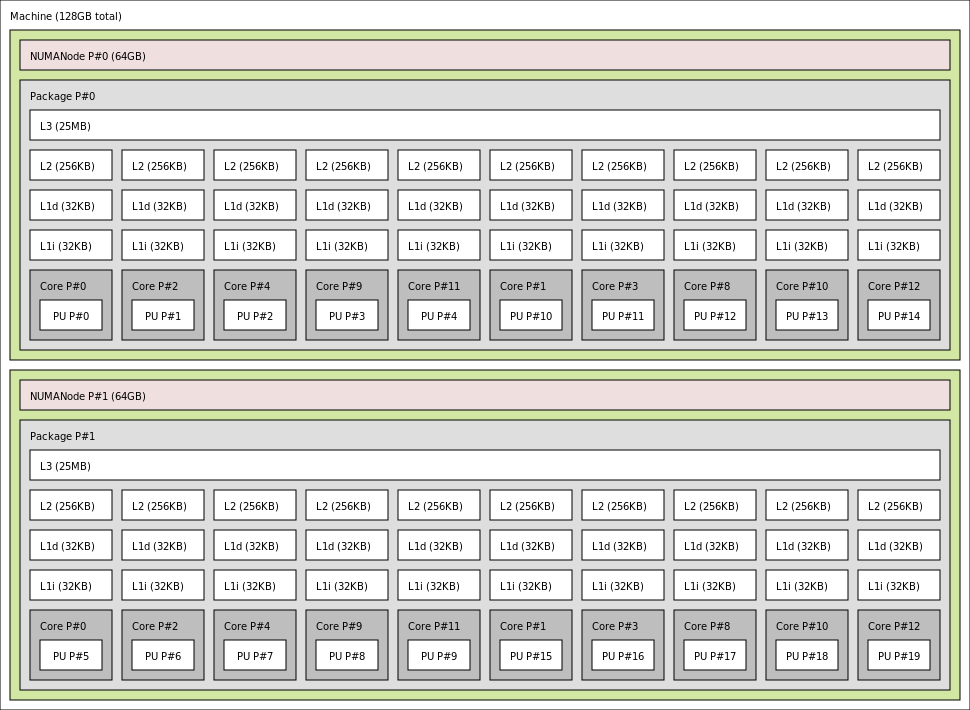 Machine (128GB total)
NUMANode P#0 (64GB)
Package P#0
L3 (25MB)
L2 (256KB) L2 (256KB) L2 (256KB) L2 (256KB) L2 (256KB) L2 (256KB) L2 (256KB) L2 (256KB) L2 (256KB) L2 (256KB)
L1d (32KB) L1d (32KB) L1d (32KB) L1d (32KB) L1d (32KB) L1d (32KB) L1d (32KB) L1d (32KB) L1d (32KB) L1d (32KB)
L1i (32KB) L1i (32KB) L1i (32KB) L1i (32KB) L1i (32KB) L1i (32KB) L1i (32KB) L1i (32KB) L1i (32KB) L1i (32KB)
Core P#0 Core P#2 Core P#4 Core P#9 Core P#11 Core P#1 Core P#3 Core P#8 Core P#10 Core P#12
PU P#0 PU P#1 PU P#2 PU P#3 PU P#4 PU P#10 PU P#11 PU P#12 PU P#13 PU P#14
NUMANode P#1 (64GB)
Package P#1
L3 (25MB)
L2 (256KB) L2 (256KB) L2 (256KB) L2 (256KB) L2 (256KB) L2 (256KB) L2 (256KB) L2 (256KB) L2 (256KB) L2 (256KB)
L1d (32KB) L1d (32KB) L1d (32KB) L1d (32KB) L1d (32KB) L1d (32KB) L1d (32KB) L1d (32KB) L1d (32KB) L1d (32KB)
L1i (32KB) L1i (32KB) L1i (32KB) L1i (32KB) L1i (32KB) L1i (32KB) L1i (32KB) L1i (32KB) L1i (32KB) L1i (32KB)
Core P#0 Core P#2 Core P#4 Core P#9 Core P#11 Core P#1 Core P#3 Core P#8 Core P#10 Core P#12
PU P#5 PU P#6 PU P#7 PU P#8 PU P#9 PU P#15 PU P#16 PU P#17 PU P#18 PU P#19